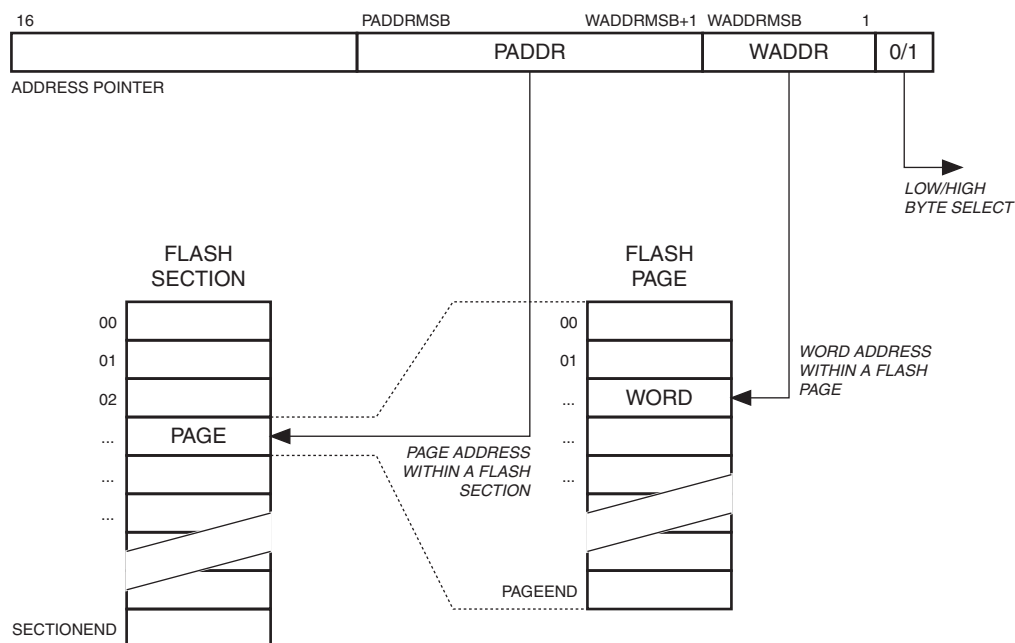 16 PADDRMSB WADDRMSB+1 WADDRMSB 1
PADDR WADDR 0/1
ADDRESS POINTER
LOW/HIGH
BYTE SELECT
FLASH
SECTION
00
01
02
...
PAGE
...
...
SECTIONEND
PAGE ADDRESS
WITHIN A FLASH
SECTION
FLASH
PAGE
00
01
...
WORD
...
...
PAGEEND
WORD ADDRESS
WITHIN A FLASH
PAGE